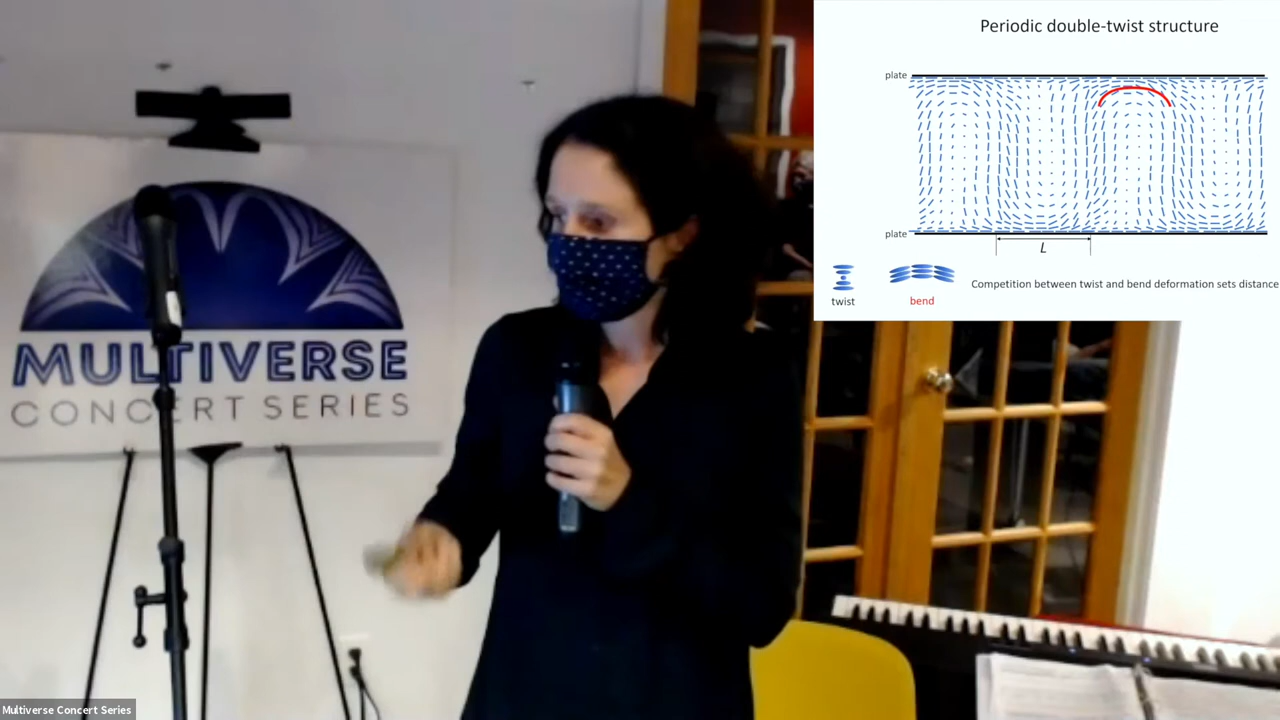 Periodic double-twist structure
plate
plate
L
twist
bend
Competition between twist and bend deformation sets distance
MULTIVERSE
CONCERT SERIES
Multiverse Concert Series